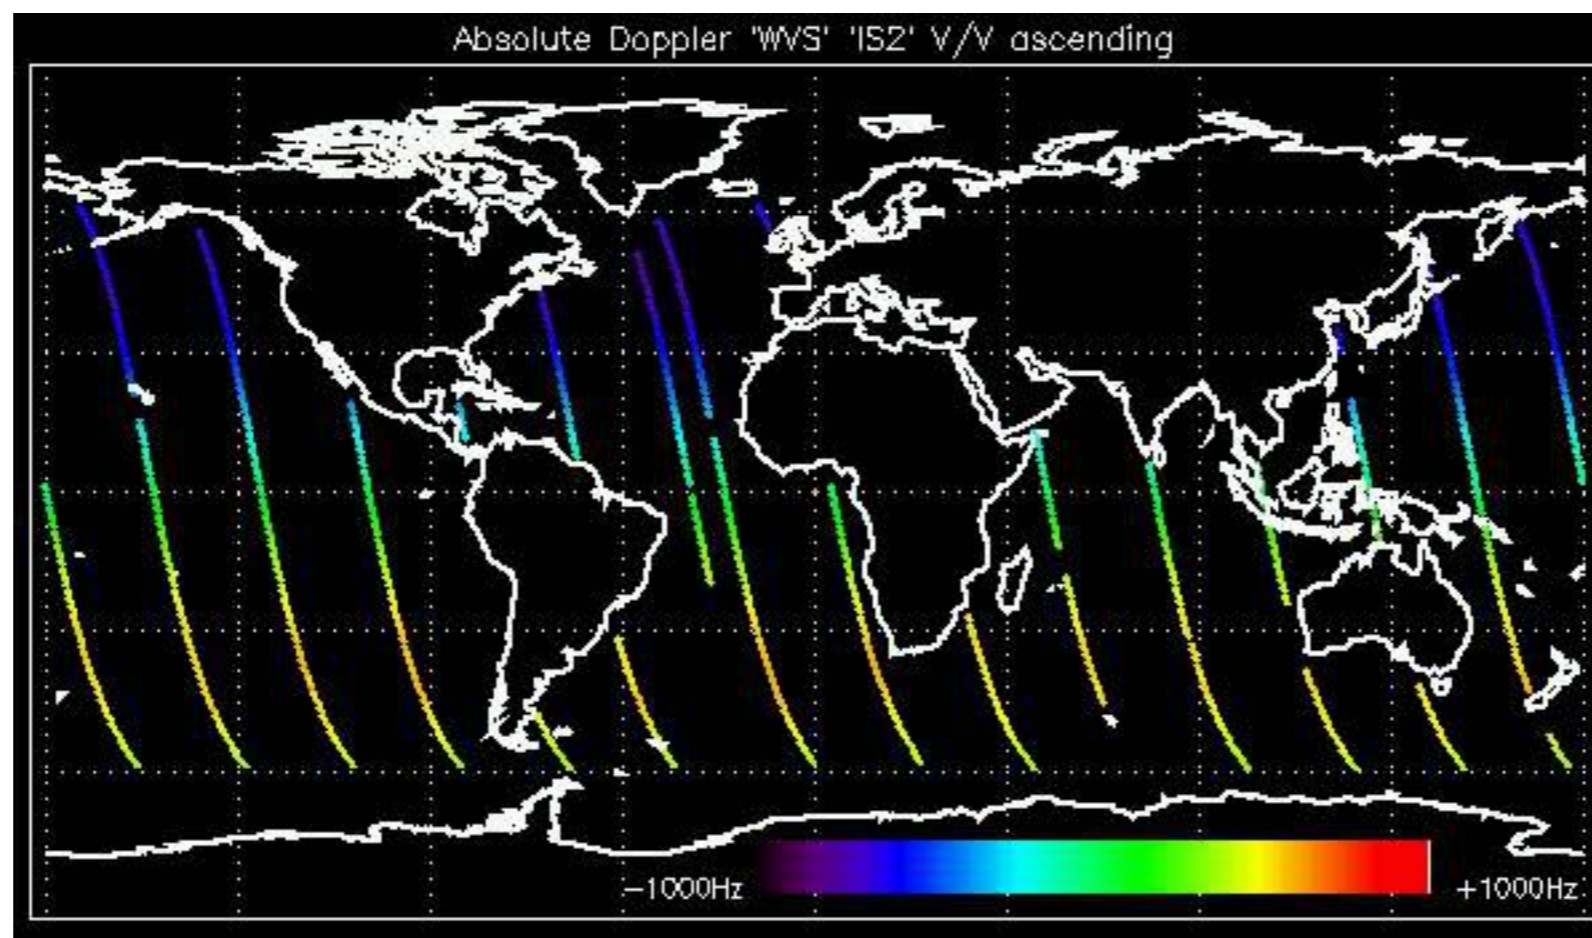 Absolute Doppler 'WVS' 'IS2' V/V ascending
-1000Hz +1000Hz